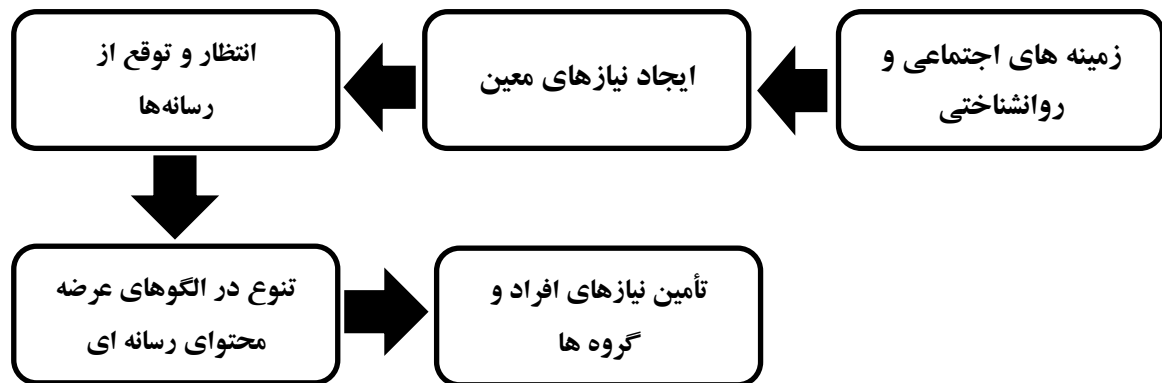 زمینه های اجتماعی و
روانشناختی
ایجاد نیازهای معین
انتظار و توقع از
رسانه‌ها
تنوع در الگوهای عرضه
محتوای رسانه ای
تأمین نیازهای افراد و
گروه ها